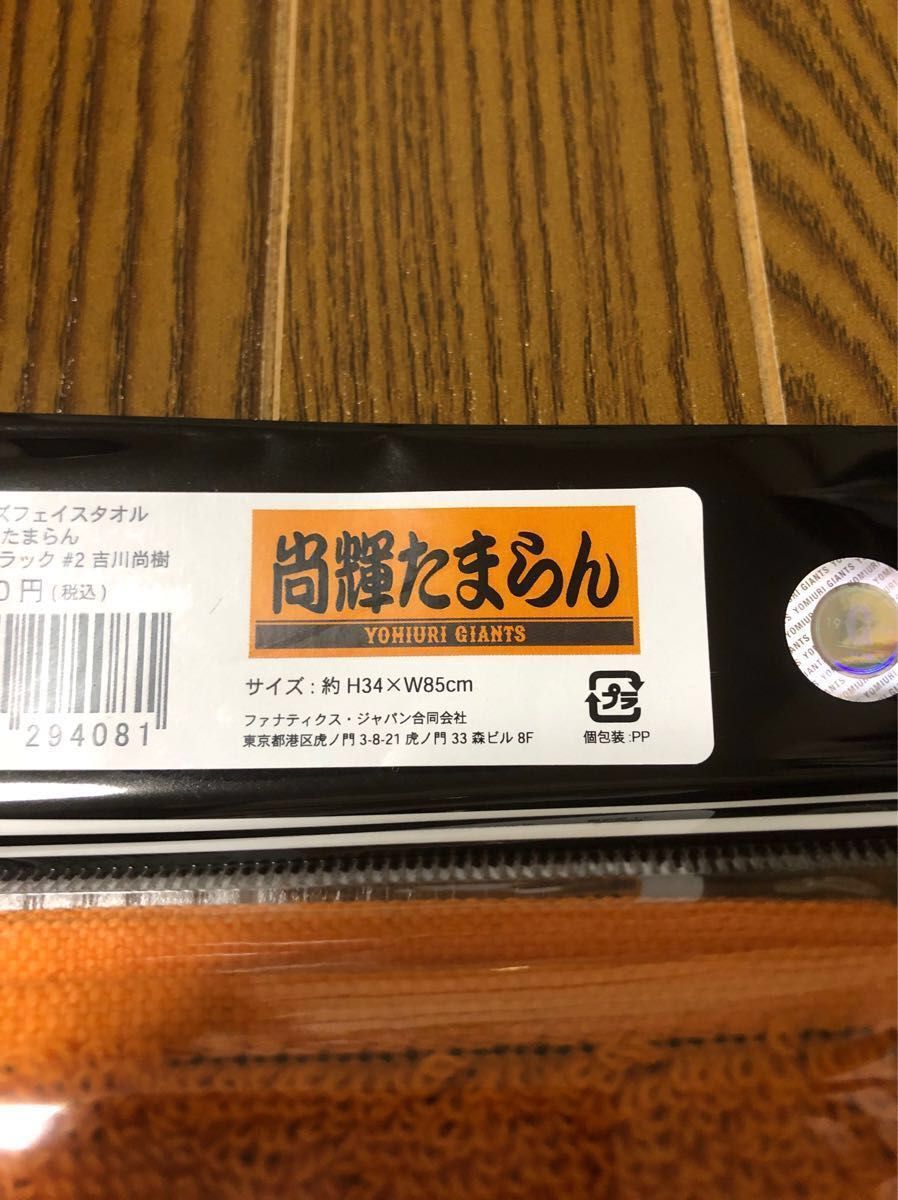 ズフェイスタオル
たまらん
ラック #2 吉川尚樹
0円(税込)
294081
尚輝たまらん
YOMIURI GIANTS
サイズ : 約 H34×W85cm
ファナティクス・ジャパン合同会社
東京都港区虎ノ門 3-8-21 虎ノ門 33 森ビル 8F
プラ
個包装 :PP
YOMIURI GIANTS